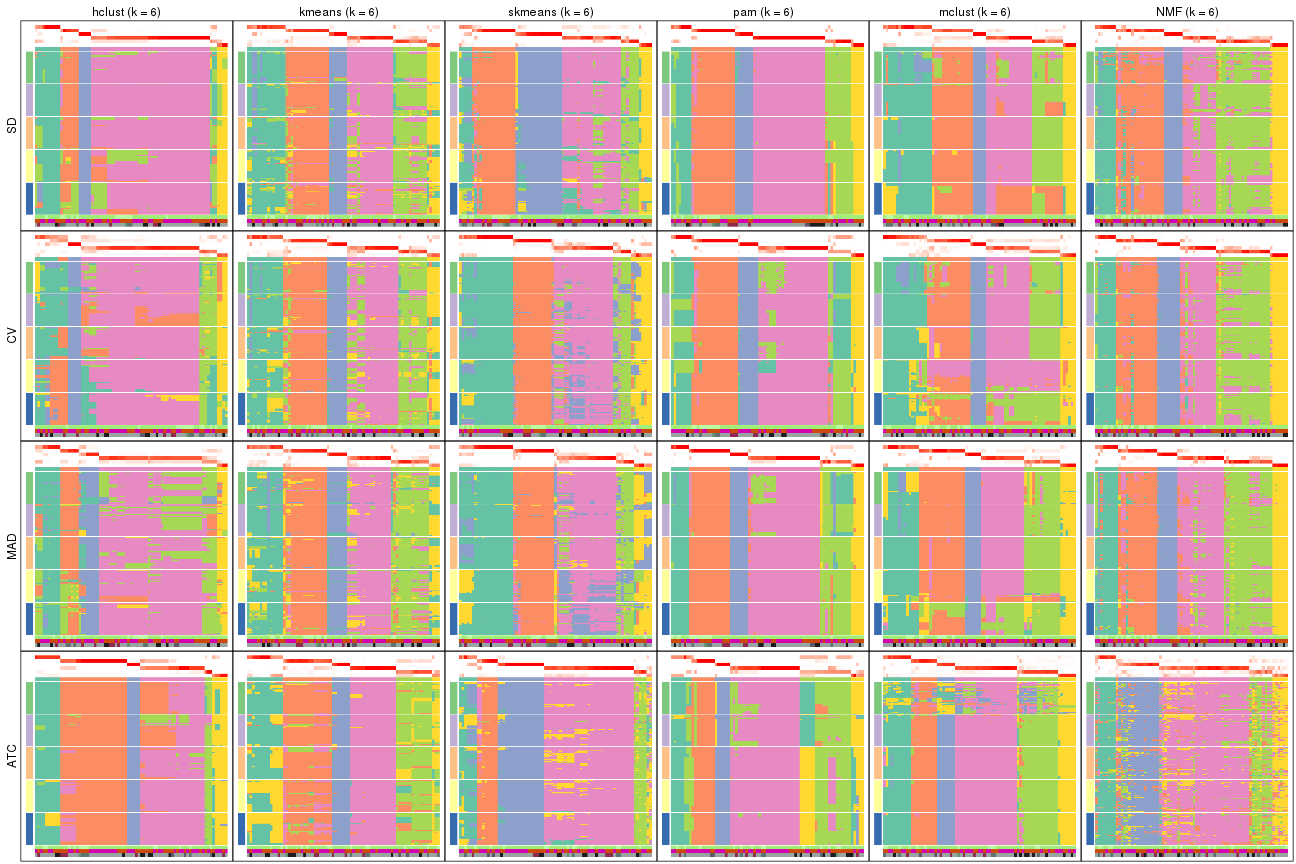 hclust (k = 6)
kmeans (k = 6)
skmeans (k = 6)
pam (k = 6)
mclust (k = 6)
NMF (k = 6)
SD
CV
MAD
ATC